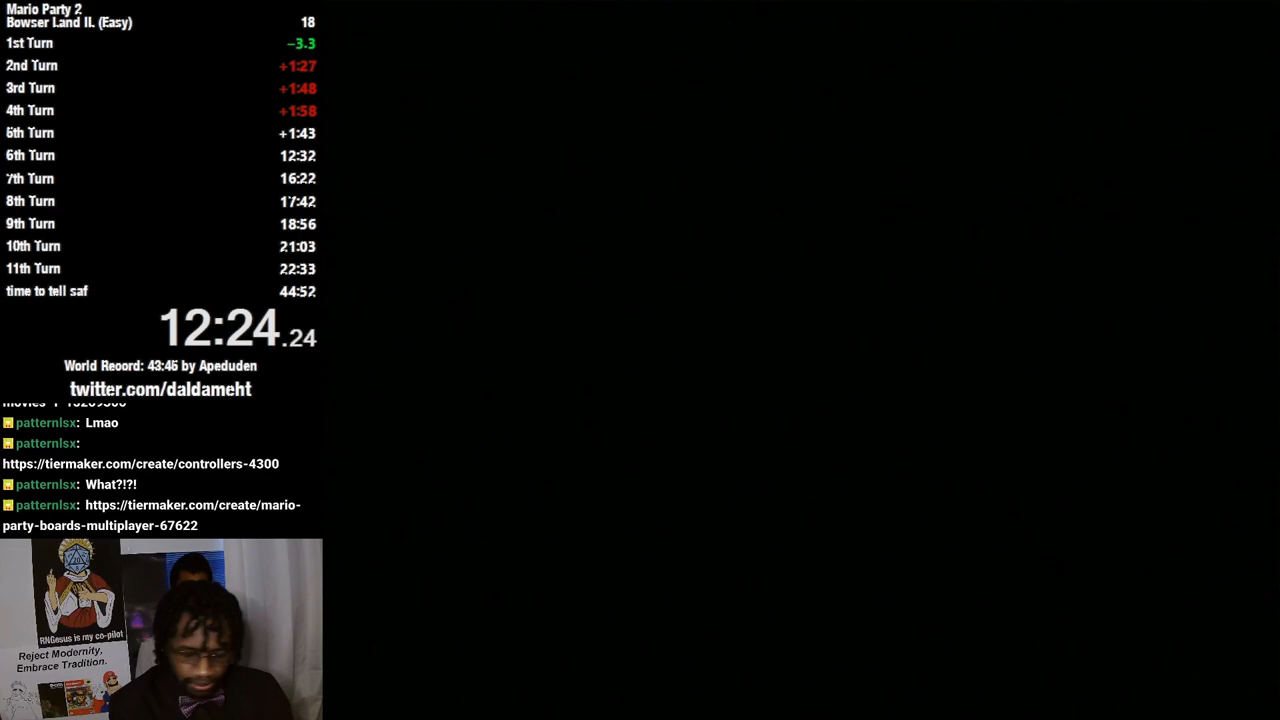 Mario Party 2
Bowser Land II. (Easy) 18
1st Turn −3.3
2nd Turn +1:27
3rd Turn +1:48
4th Turn +1:58
5th Turn +1:43
6th Turn 12:32
7th Turn 16:22
8th Turn 17:42
9th Turn 18:56
10th Turn 21:03
11th Turn 22:33
time to tell saf 44:52
12:24.24
World Record: 43:45 by Apeduden
twitter.com/daldameht
patternlsx: Lmao
patternlsx:
https://tiermaker.com/create/controllers-4300
patternlsx: What?!?!
patternlsx: https://tiermaker.com/create/mario-
party-boards-multiplayer-67622
RNGesus is my co-pilot
Reject Modernity,
Embrace Tradition.